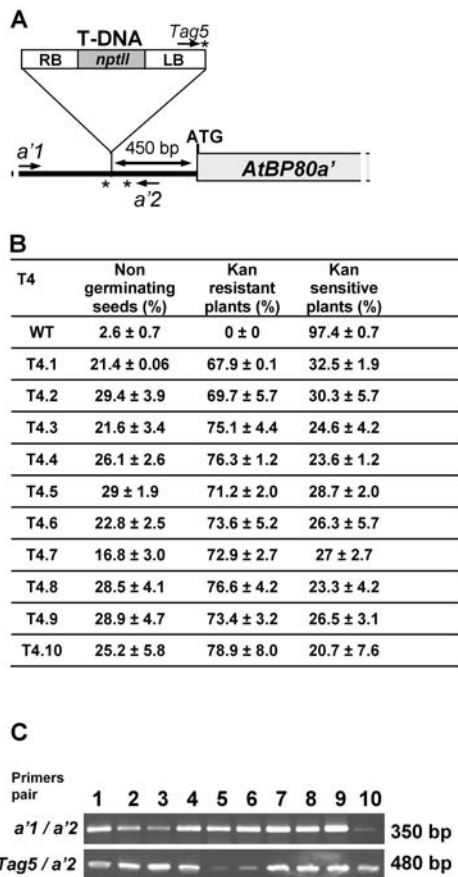 A
T-DNA
Tag5
*
RB nptII LB
a'1
450 bp
ATG
AtBP80a'
* *
a'2
B
T4 Non germinating seeds (%) Kan resistant plants (%) Kan sensitive plants (%)
WT 2.6 ± 0.7 0 ± 0 97.4 ± 0.7
T4.1 21.4 ± 0.06 67.9 ± 0.1 32.5 ± 1.9
T4.2 29.4 ± 3.9 69.7 ± 5.7 30.3 ± 5.7
T4.3 21.6 ± 3.4 75.1 ± 4.4 24.6 ± 4.2
T4.4 26.1 ± 2.6 76.3 ± 1.2 23.6 ± 1.2
T4.5 29 ± 1.9 71.2 ± 2.0 28.7 ± 2.0
T4.6 22.8 ± 2.5 73.6 ± 5.2 26.3 ± 5.7
T4.7 16.8 ± 3.0 72.9 ± 2.7 27 ± 2.7
T4.8 28.5 ± 4.1 76.6 ± 4.2 23.3 ± 4.2
T4.9 28.9 ± 4.7 73.4 ± 3.2 26.5 ± 3.1
T4.10 25.2 ± 5.8 78.9 ± 8.0 20.7 ± 7.6
C
Primers pair 1 2 3 4 5 6 7 8 9 10
a'1 / a'2 350 bp
Tag5 / a'2 480 bp